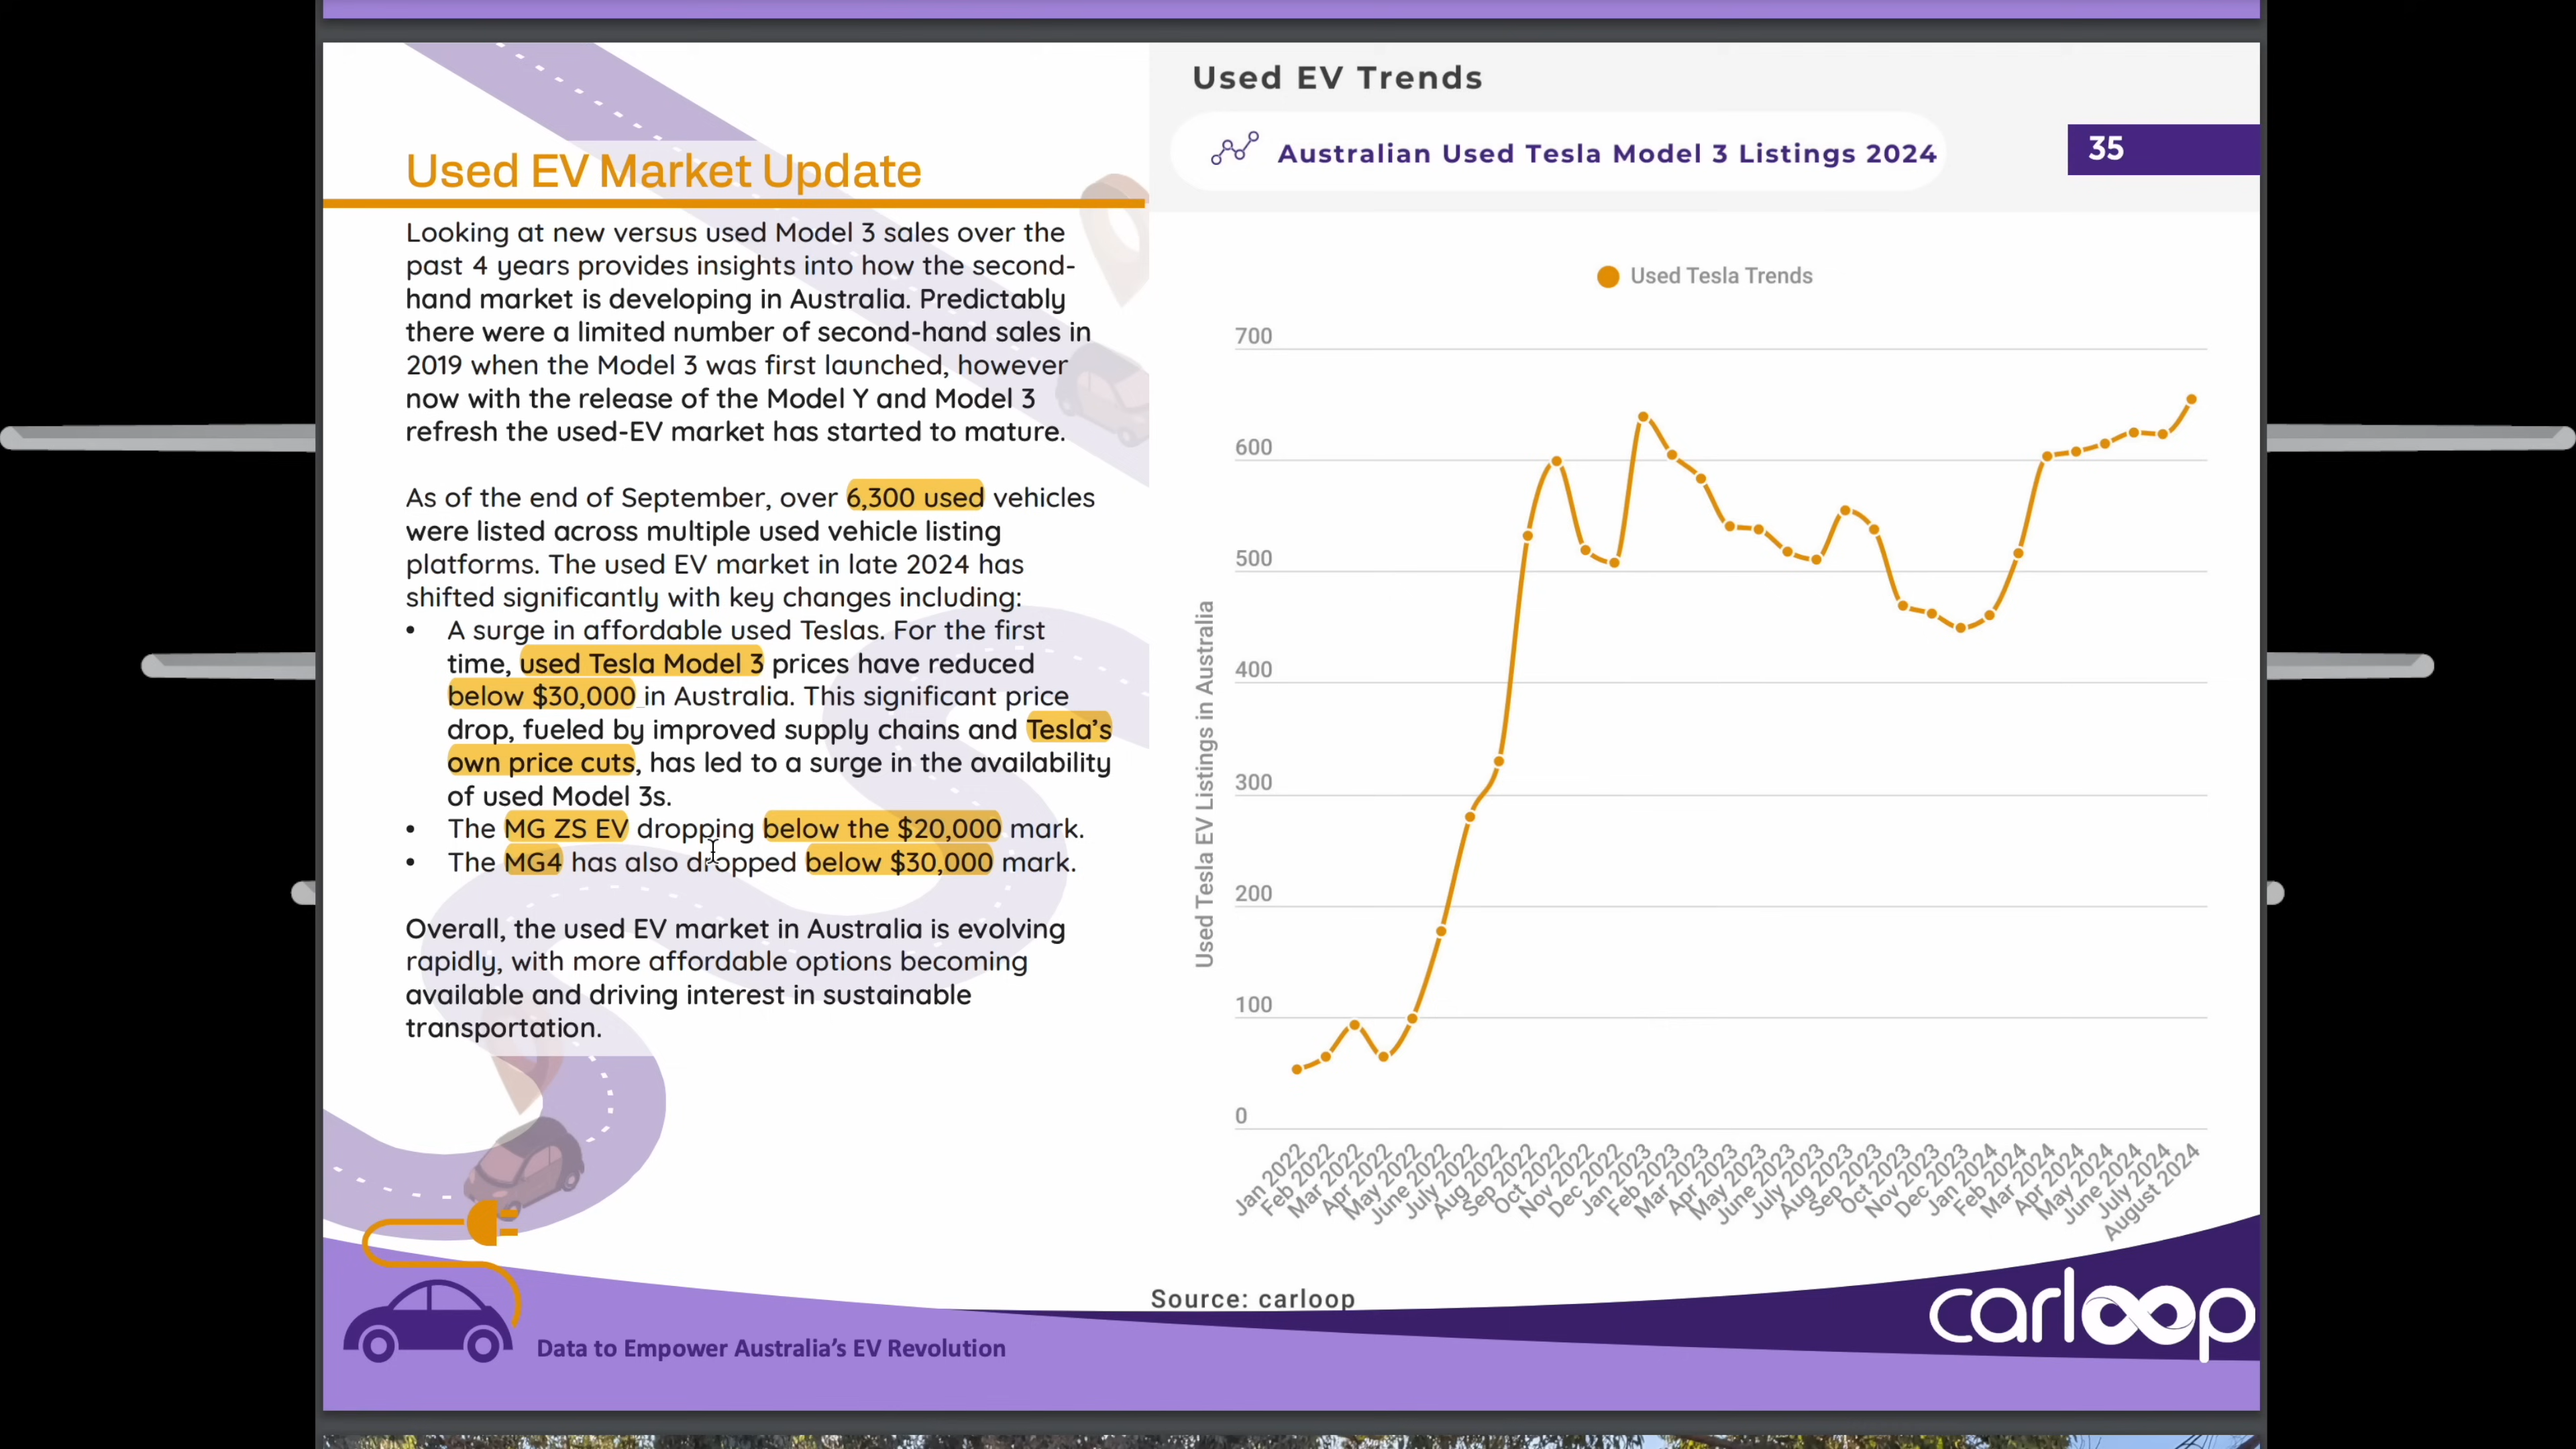 Used EV Market Update
Looking at new versus used Model 3 sales over the
past 4 years provides insights into how the second-
hand market is developing in Australia. Predictably
there were a limited number of second-hand sales in
2019 when the Model 3 was first launched, however
now with the release of the Model Y and Model 3
refresh the used-EV market has started to mature.
As of the end of September, over 6,300 used vehicles
were listed across multiple used vehicle listing
platforms. The used EV market in late 2024 has
shifted significantly with key changes including:
• A surge in affordable used Teslas. For the first
time, used Tesla Model 3 prices have reduced
below $30,000 in Australia. This significant price
drop, fueled by improved supply chains and Tesla's
own price cuts, has led to a surge in the availability
of used Model 3s.
• The MG ZS EV dropping below the $20,000 mark.
• The MG4 has also dropped below $30,000 mark.
Overall, the used EV market in Australia is evolving
rapidly, with more affordable options becoming
available and driving interest in sustainable
transportation.
Data to Empower Australia's EV Revolution
Used EV Trends
Australian Used Tesla Model 3 Listings 2024
35
Used Tesla Trends
Used Tesla EV Listings in Australia
700
600
500
400
300
200
100
0
Jan 2022
Feb 2022
Mar 2022
Apr 2022
May 2022
June 2022
July 2022
Aug 2022
Sep 2022
Oct 2022
Nov 2022
Dec 2022
Jan 2023
Feb 2023
Mar 2023
Apr 2023
May 2023
June 2023
July 2023
Aug 2023
Sep 2023
Oct 2023
Nov 2023
Dec 2023
Jan 2024
Feb 2024
Mar 2024
Apr 2024
May 2024
June 2024
July 2024
August 2024
Source: carloop
carloop